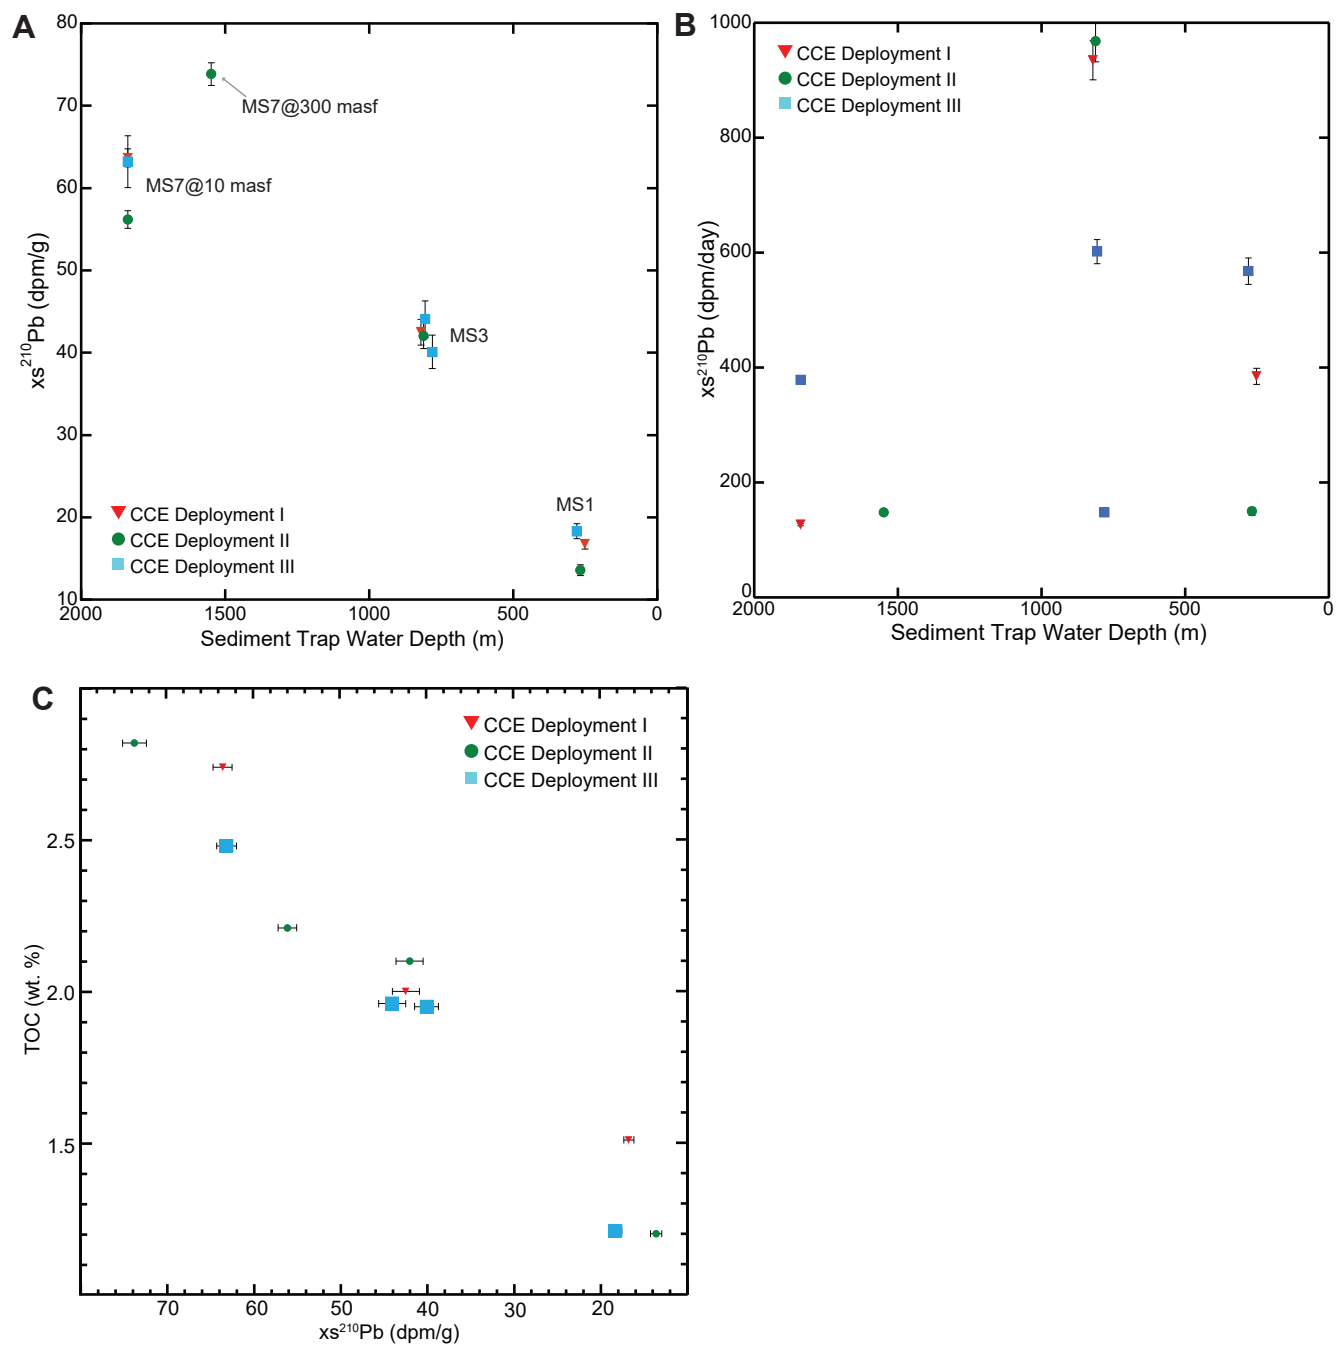 A
80
70
60
50
40
30
20
10
xs²¹⁰Pb (dpm/g)
MS7@300 masf
MS7@10 masf
MS3
MS1
CCE Deployment I
CCE Deployment II
CCE Deployment III
2000 1500 1000 500 0
Sediment Trap Water Depth (m)
B
1000
800
600
400
200
0
xs²¹⁰Pb (dpm/day)
CCE Deployment I
CCE Deployment II
CCE Deployment III
2000 1500 1000 500 0
Sediment Trap Water Depth (m)
C
2.5
2.0
1.5
TOC (wt. %)
CCE Deployment I
CCE Deployment II
CCE Deployment III
70 60 50 40 30 20
xs²¹⁰Pb (dpm/g)